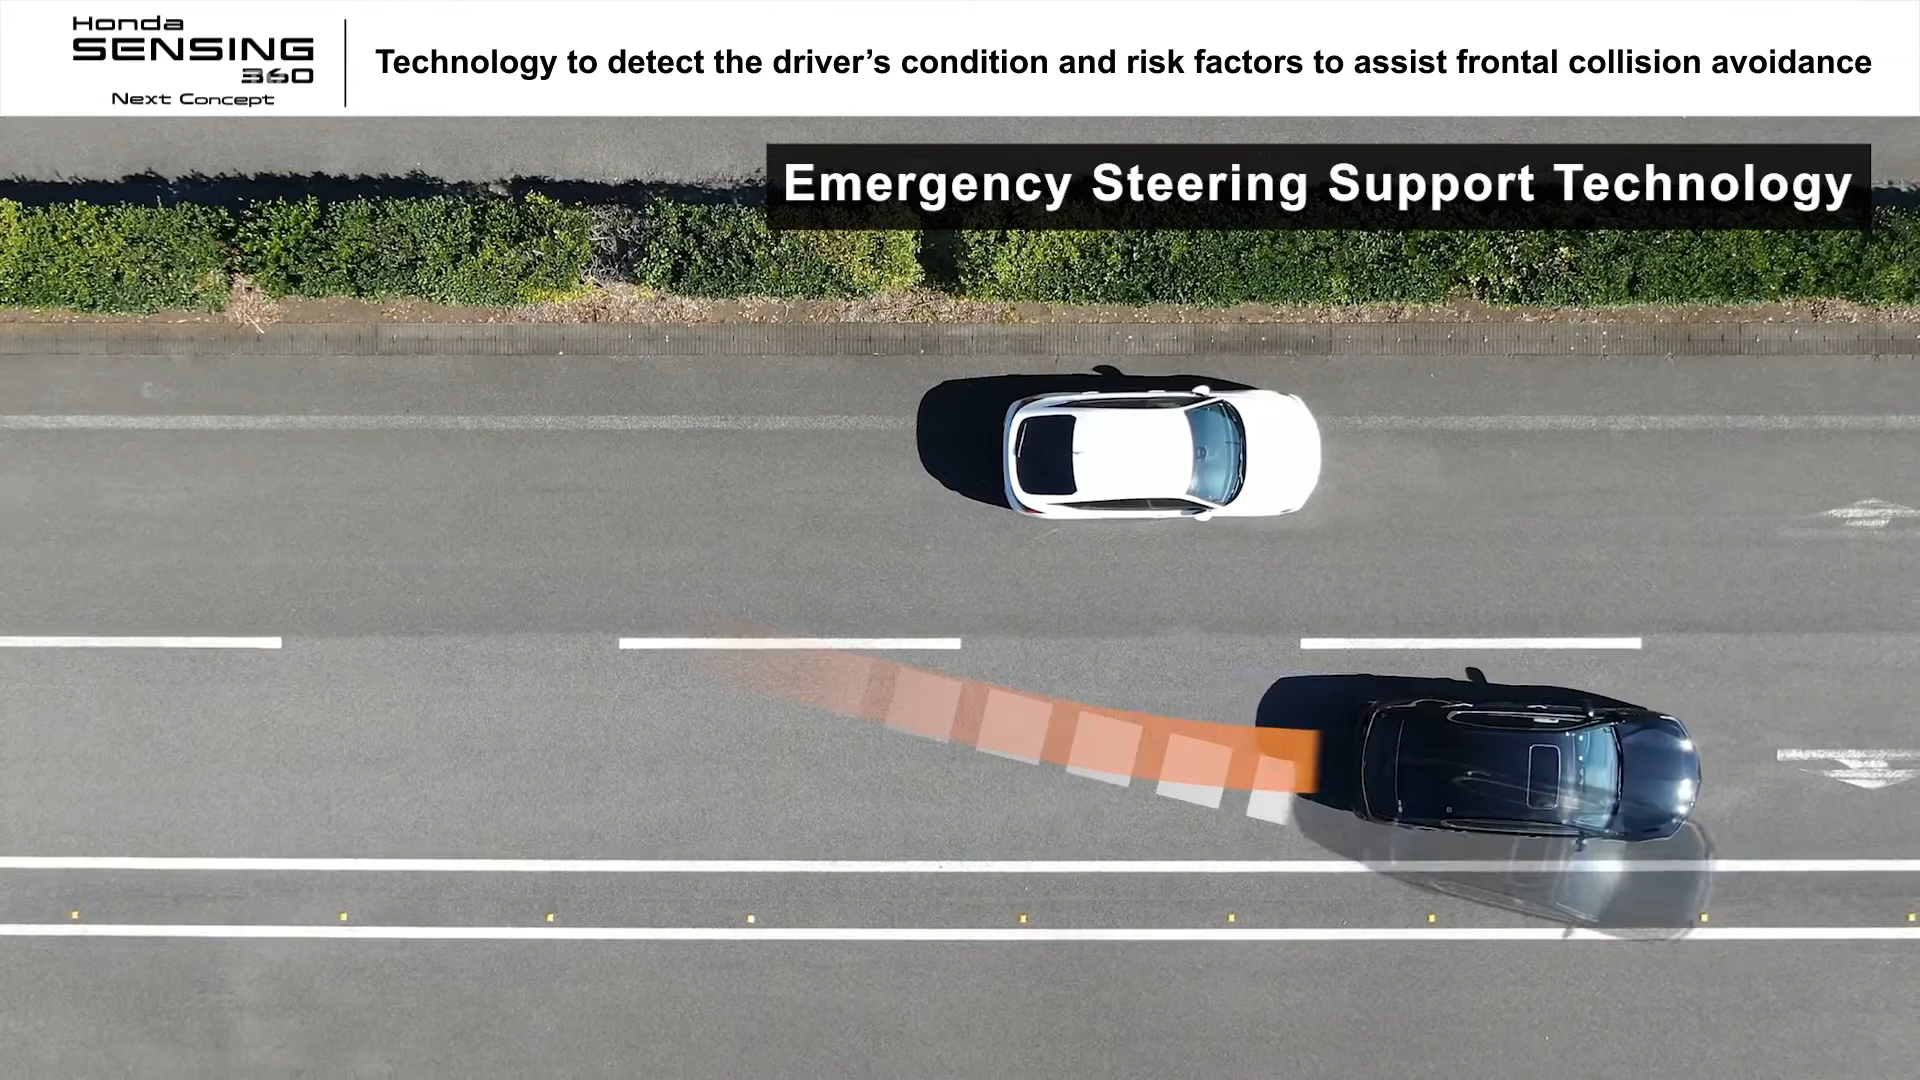 Honda
SENSING
360
Next Concept
Technology to detect the driver’s condition and risk factors to assist frontal collision avoidance
Emergency Steering Support Technology